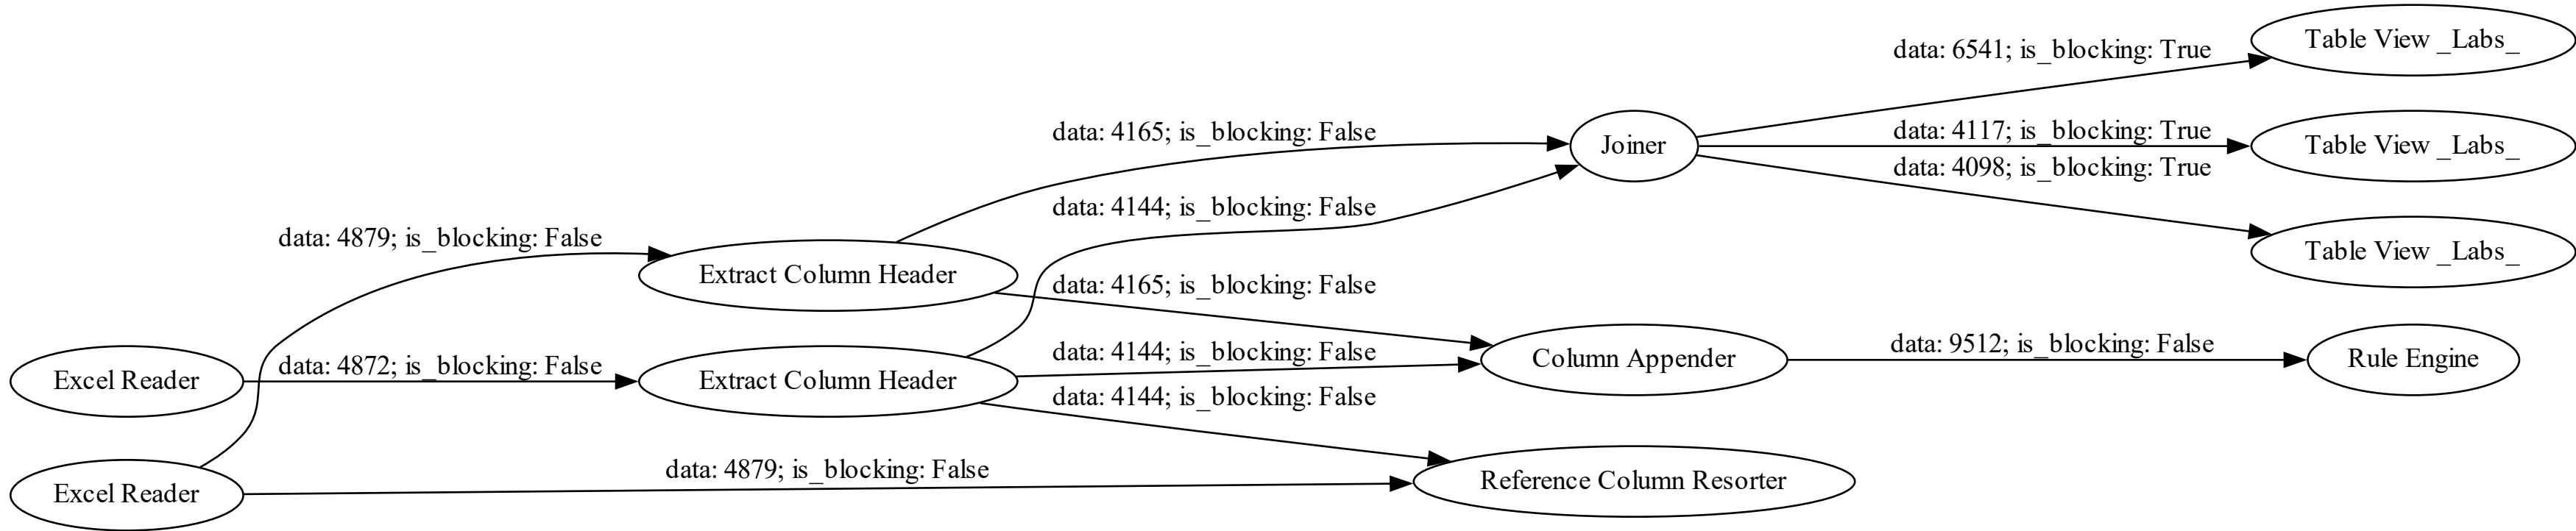 data: 6541; is_blocking: True
Table View _Labs_
data: 4165; is_blocking: False
Joiner
data: 4117; is_blocking: True
Table View _Labs_
data: 4098; is_blocking: True
data: 4144; is_blocking: False
data: 4879; is_blocking: False
Table View _Labs_
Extract Column Header
data: 4165; is_blocking: False
data: 9512; is_blocking: False
data: 4144; is_blocking: False
Column Appender
Rule Engine
data: 4872; is_blocking: False
Excel Reader
Extract Column Header
data: 4144; is_blocking: False
data: 4879; is_blocking: False
Reference Column Resorter
Excel Reader